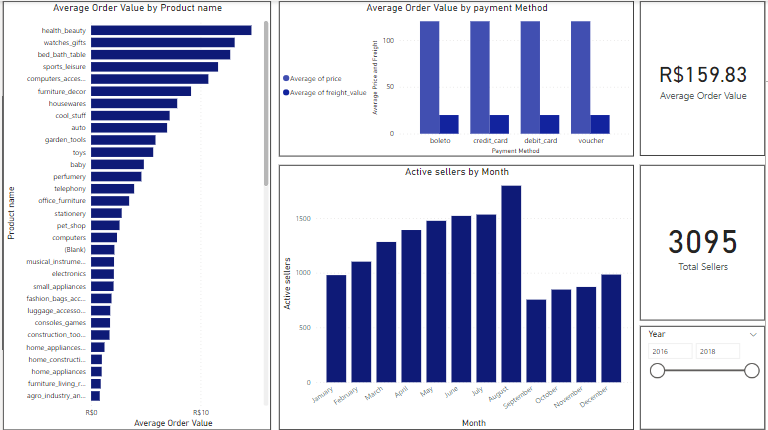 Average Order Value by Product name
Product name
health_beauty
watches_gifts
bed_bath_table
sports_leisure
computers_acces...
furniture_decor
housewares
cool_stuff
auto
garden_tools
toys
baby
perfumery
telephony
office_furniture
stationery
pet_shop
computers
(Blank)
musical_instrume...
electronics
small_appliances
fashion_bags_acc...
luggage_accesso...
consoles_games
construction_too...
home_appliances...
home_constructi...
home_appliances
furniture_living_r...
agro_industry_an...
R$0 R$10
Average Order Value
Average Order Value by payment Method
Average of price
Average of freight_value
Average Price and Freight
100
50
0
boleto credit_card debit_card voucher
Payment Method
Active sellers by Month
Active sellers
1500
1000
500
0
January February March April May June July August September October November December
Month
R$159.83
Average Order Value
3095
Total Sellers
Year
2016 2018